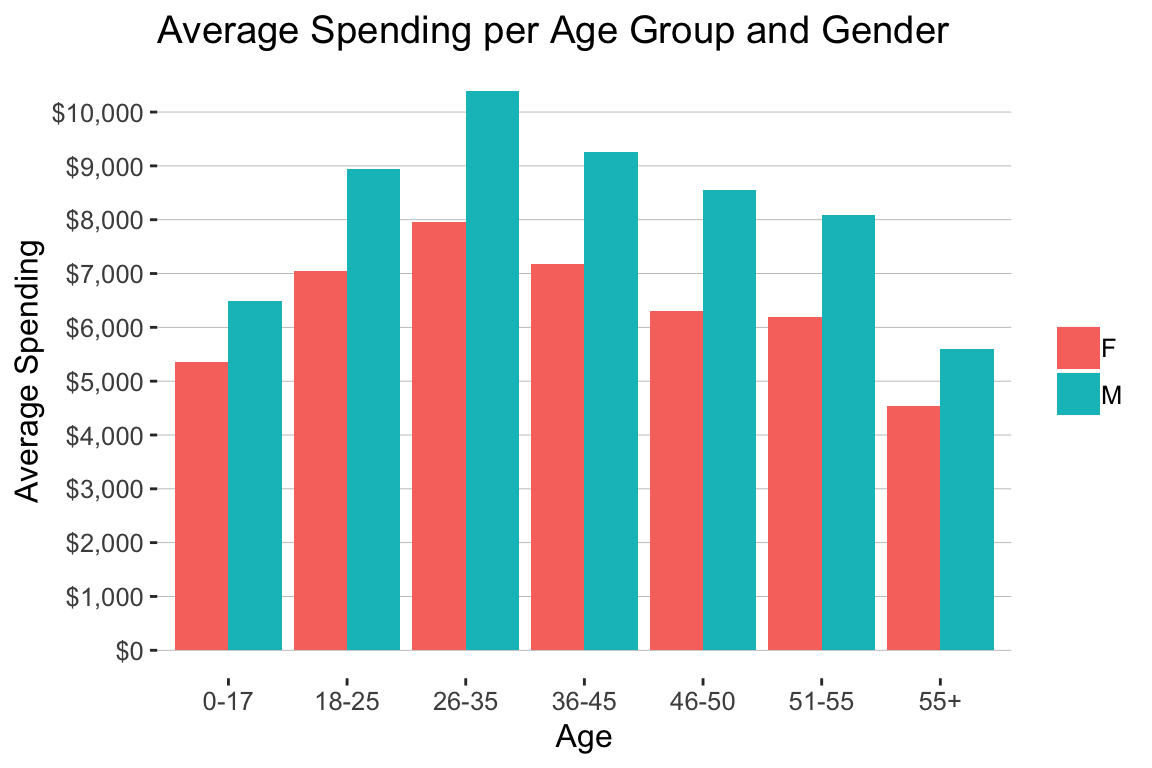 Average Spending per Age Group and Gender
$10,000
$9,000
$8,000
$7,000
$6,000
$5,000
$4,000
$3,000
$2,000
$1,000
$0
Average Spending
0-17 18-25 26-35 36-45 46-50 51-55 55+
Age
F
M